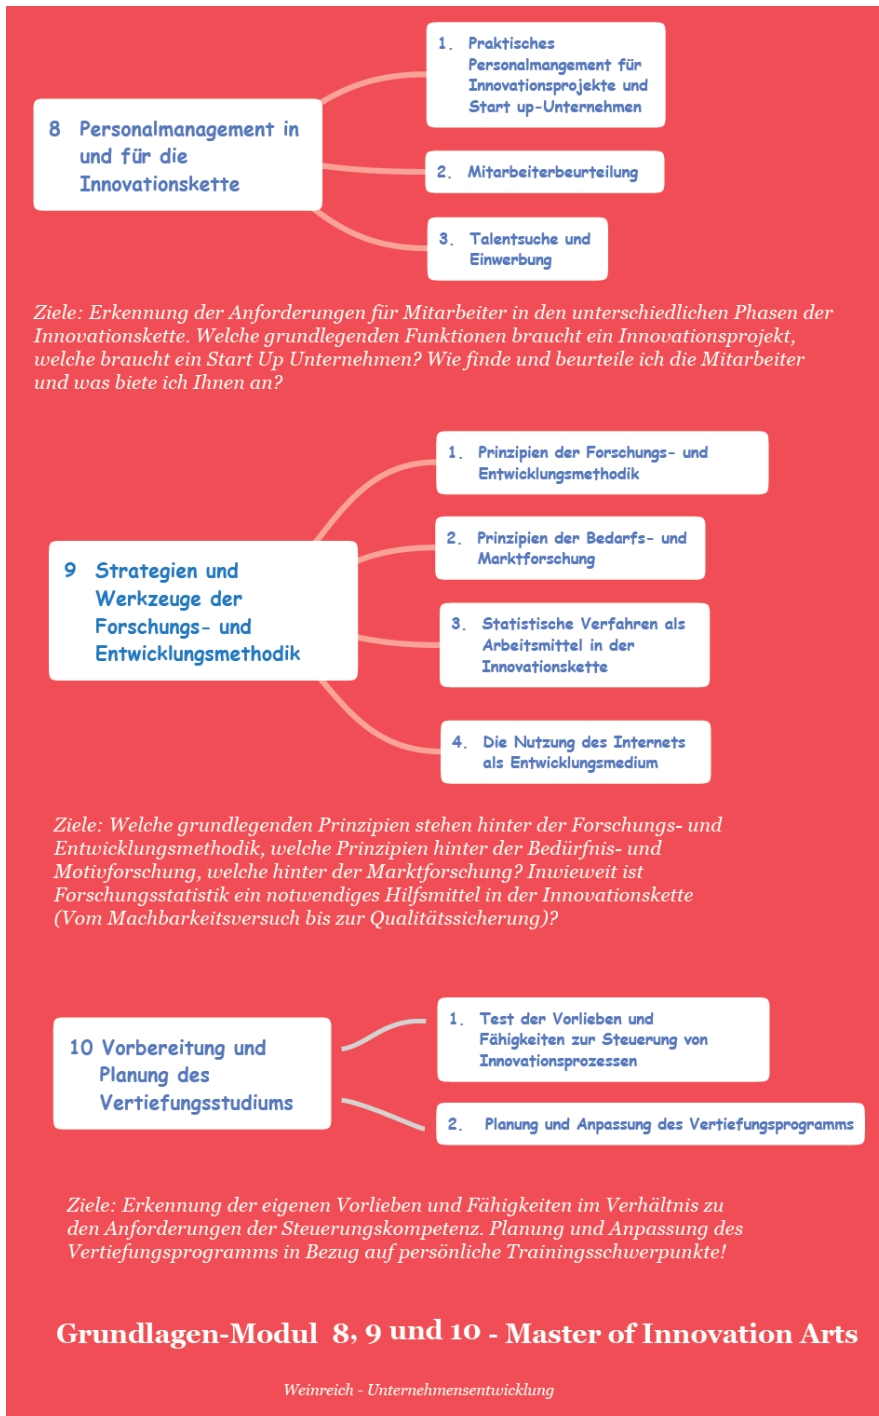 8 Personalmanagement in
und für die
Innovationskette
1. Praktisches
Personalmangement für
Innovationsprojekte und
Start up-Unternehmen
2. Mitarbeiterbeurteilung
3. Talentsuche und
Einwerbung
Ziele: Erkennung der Anforderungen für Mitarbeiter in den unterschiedlichen Phasen der
Innovationskette. Welche grundlegenden Funktionen braucht ein Innovationsprojekt,
welche braucht ein Start Up Unternehmen? Wie finde und beurteile ich die Mitarbeiter
und was biete ich Ihnen an?
9 Strategien und
Werkzeuge der
Forschungs- und
Entwicklungsmethodik
1. Prinzipien der Forschungs- und
Entwicklungsmethodik
2. Prinzipien der Bedarfs- und
Marktforschung
3. Statistische Verfahren als
Arbeitsmittel in der
Innovationskette
4. Die Nutzung des Internets
als Entwicklungsmedium
Ziele: Welche grundlegenden Prinzipien stehen hinter der Forschungs- und
Entwicklungsmethodik, welche Prinzipien hinter der Bedürfnis- und
Motivforschung, welche hinter der Marktforschung? Inwieweit ist
Forschungsstatistik ein notwendiges Hilfsmittel in der Innovationskette
(Vom Machbarkeitsversuch bis zur Qualitätssicherung)?
10 Vorbereitung und
Planung des
Vertiefungsstudiums
1. Test der Vorlieben und
Fähigkeiten zur Steuerung von
Innovationsprozessen
2. Planung und Anpassung des Vertiefungsprogramms
Ziele: Erkennung der eigenen Vorlieben und Fähigkeiten im Verhältnis zu
den Anforderungen der Steuerungskompetenz. Planung und Anpassung des
Vertiefungsprogramms in Bezug auf persönliche Trainingsschwerpunkte!
Grundlagen-Modul 8, 9 und 10 - Master of Innovation Arts
Weinreich - Unternehmensentwicklung